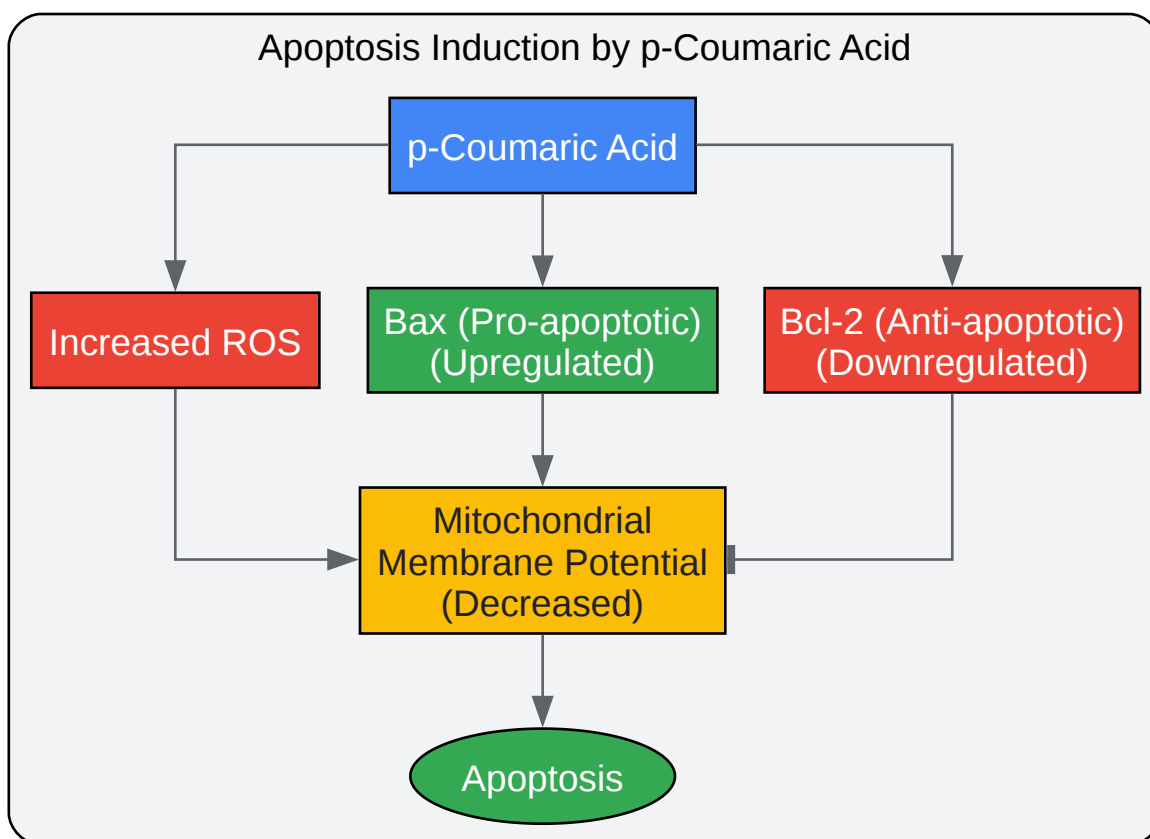 Apoptosis Induction by p-Coumaric Acid
p-Coumaric Acid
Increased ROS
Bax (Pro-apoptotic)
(Upregulated)
Bcl-2 (Anti-apoptotic)
(Downregulated)
Mitochondrial
Membrane Potential
(Decreased)
Apoptosis